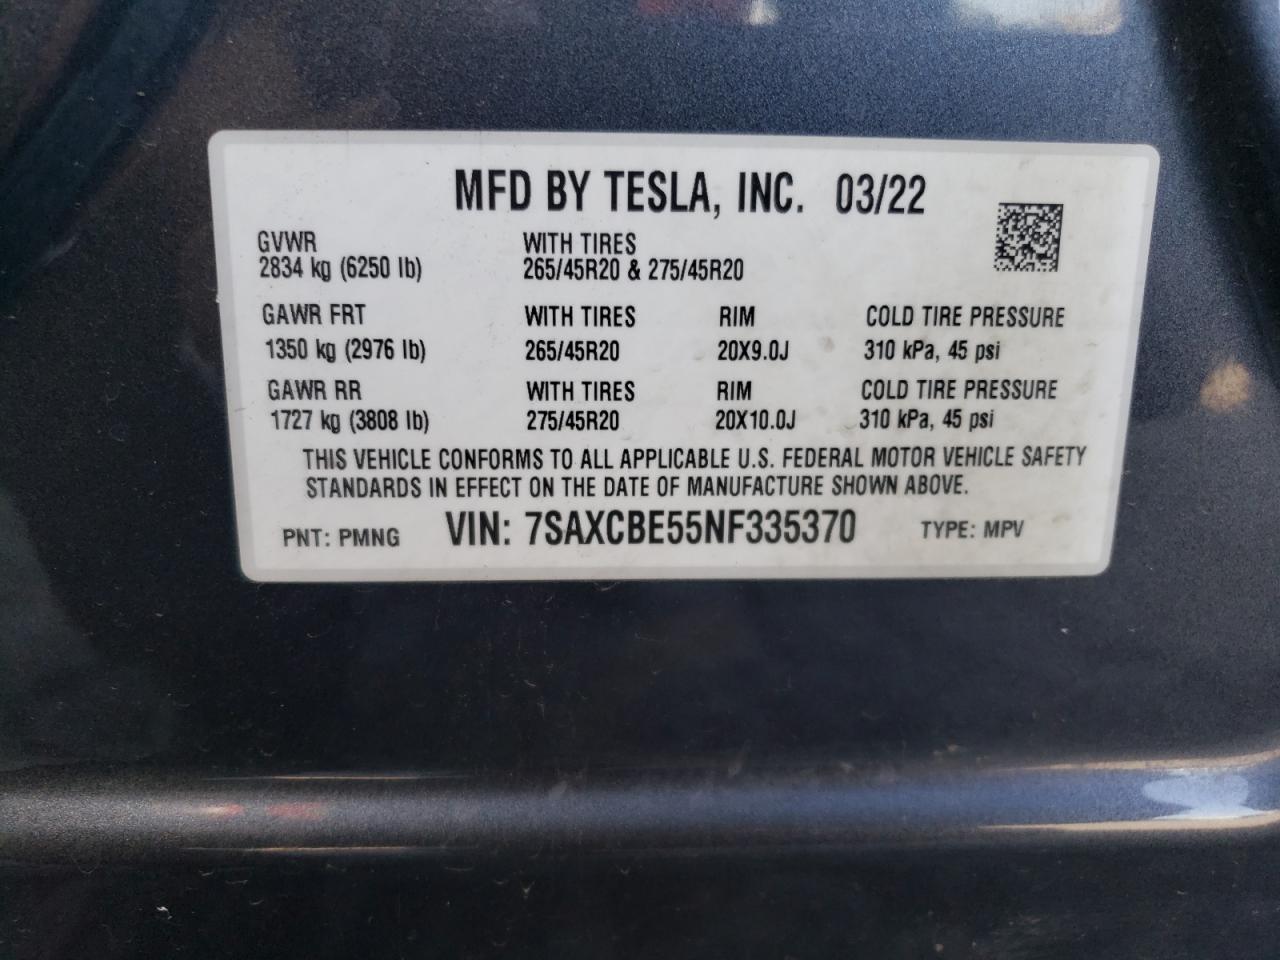 MFD BY TESLA, INC. 03/22
GVWR WITH TIRES
2834 kg (6250 lb) 265/45R20 & 275/45R20
GAWR FRT WITH TIRES RIM COLD TIRE PRESSURE
1350 kg (2976 lb) 265/45R20 20X9.0J 310 kPa, 45 psi
GAWR RR WITH TIRES RIM COLD TIRE PRESSURE
1727 kg (3808 lb) 275/45R20 20X10.0J 310 kPa, 45 psi
THIS VEHICLE CONFORMS TO ALL APPLICABLE U.S. FEDERAL MOTOR VEHICLE SAFETY
STANDARDS IN EFFECT ON THE DATE OF MANUFACTURE SHOWN ABOVE.
PNT: PMNG VIN: 7SAXCBE55NF335370 TYPE: MPV